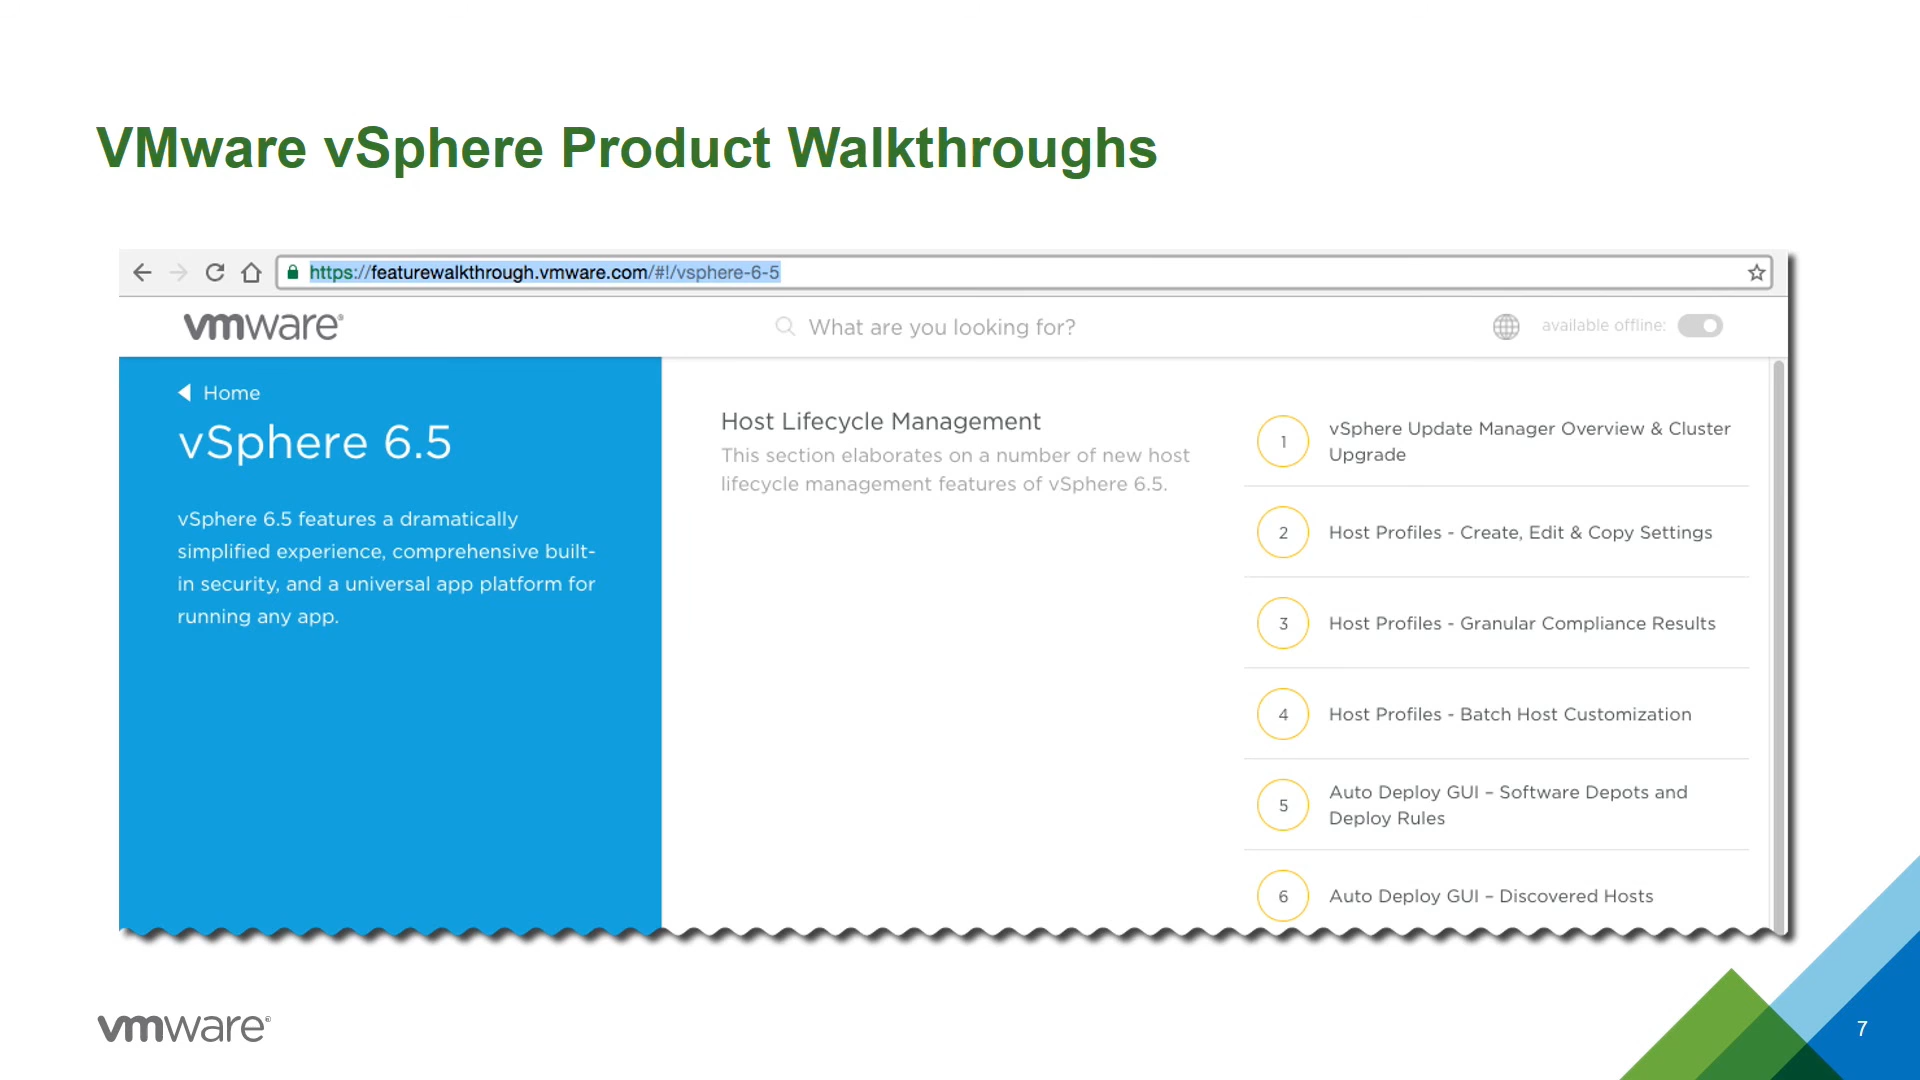 VMware vSphere Product Walkthroughs
https://featurewalkthrough.vmware.com/#!/vsphere-6-5
vmware®
What are you looking for?
available offline:
Home
vSphere 6.5
vSphere 6.5 features a dramatically
simplified experience, comprehensive built-
in security, and a universal app platform for
running any app.
Host Lifecycle Management
This section elaborates on a number of new host
lifecycle management features of vSphere 6.5.
1
vSphere Update Manager Overview & Cluster
Upgrade
2
Host Profiles - Create, Edit & Copy Settings
3
Host Profiles - Granular Compliance Results
4
Host Profiles - Batch Host Customization
5
Auto Deploy GUI – Software Depots and
Deploy Rules
6
Auto Deploy GUI – Discovered Hosts
vmware®
7